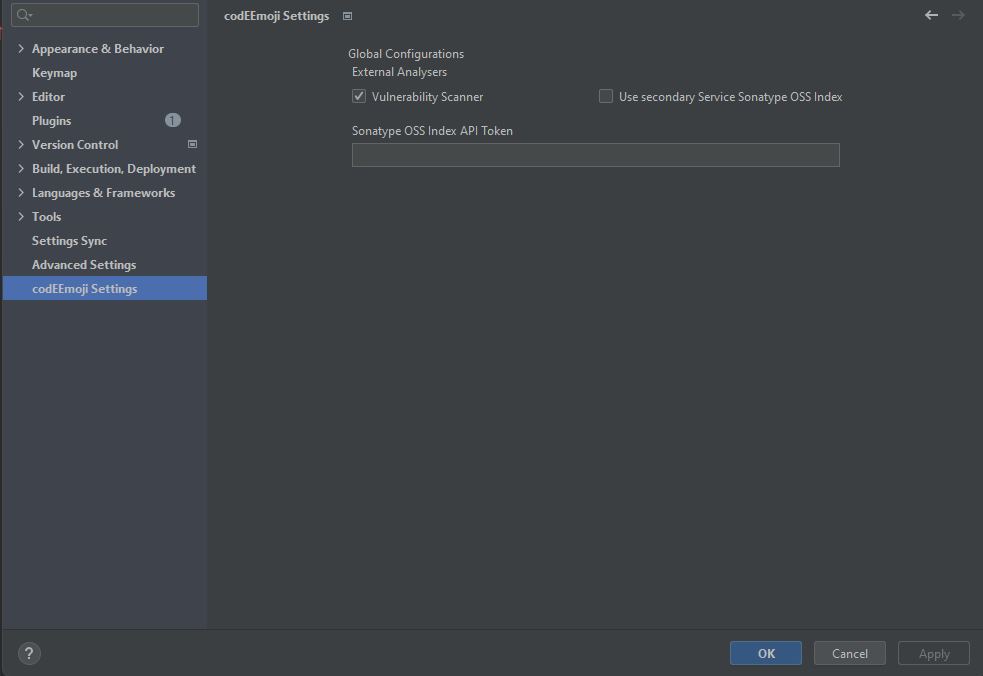 Appearance & Behavior
Keymap
Editor
Plugins 1
Version Control
Build, Execution, Deployment
Languages & Frameworks
Tools
Settings Sync
Advanced Settings
codEEmoji Settings
codEEmoji Settings
Global Configurations
External Analysers
Vulnerability Scanner Use secondary Service Sonatype OSS Index
Sonatype OSS Index API Token
? OK Cancel Apply